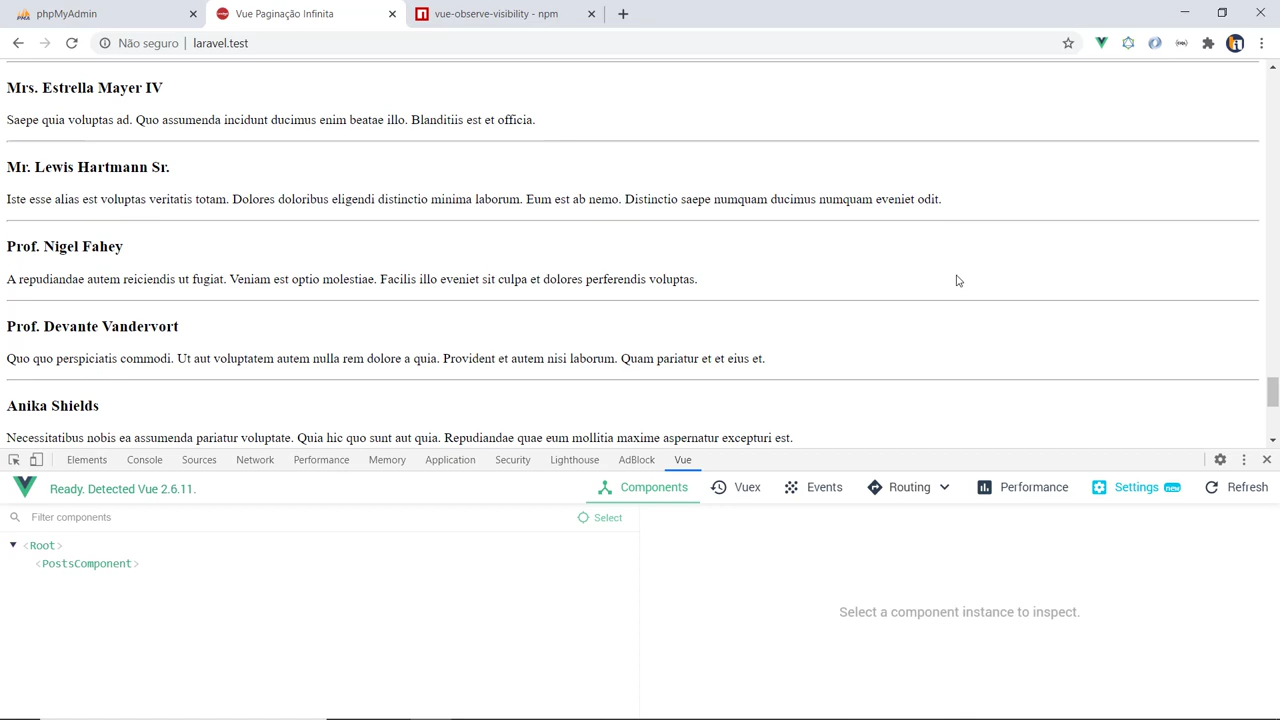 phpMyAdmin
Vue Paginação Infinita
vue-observe-visibility - npm
Não seguro | laravel.test
Mrs. Estrella Mayer IV
Saepe quia voluptas ad. Quo assumenda incidunt ducimus enim beatae illo. Blanditiis est et officia.
Mr. Lewis Hartmann Sr.
Iste esse alias est voluptas veritatis totam. Dolores doloribus eligendi distinctio minima laborum. Eum est ab nemo. Distinctio saepe numquam ducimus numquam eveniet odit.
Prof. Nigel Fahey
A repudiandae autem reiciendis ut fugiat. Veniam est optio molestiae. Facilis illo eveniet sit culpa et dolores perferendis voluptas.
Prof. Devante Vandervort
Quo quo perspiciatis commodi. Ut aut voluptatem autem nulla rem dolore a quia. Provident et autem nisi laborum. Quam pariatur et et eius et.
Anika Shields
Necessitatibus nobis ea assumenda pariatur voluptate. Quia hic quo sunt aut quia. Repudiandae quae eum mollitia maxime aspernatur excepturi est.
Elements Console Sources Network Performance Memory Application Security Lighthouse AdBlock Vue
Ready. Detected Vue 2.6.11.
Components Vuex Events Routing Performance Settings new Refresh
Filter components
Select
<Root>
<PostsComponent>
Select a component instance to inspect.